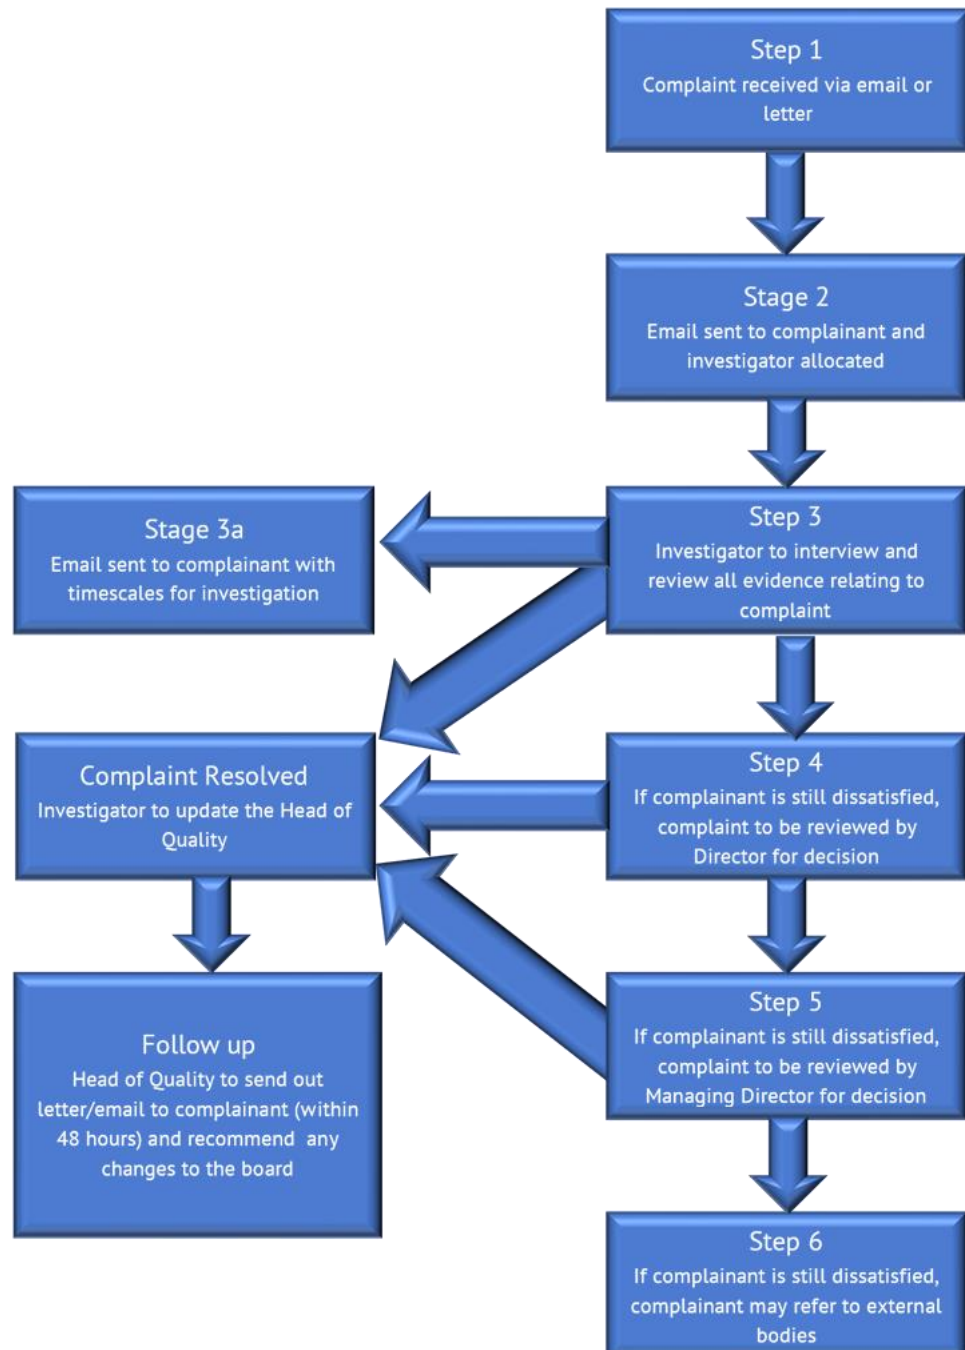 Step 1
Complaint received via email or
letter
Stage 2
Email sent to complainant and
investigator allocated
Step 3
Investigator to interview and
review all evidence relating to
complaint
Stage 3a
Email sent to complainant with
timescales for investigation
Step 4
If complainant is still dissatisfied,
complaint to be reviewed by
Director for decision
Complaint Resolved
Investigator to update the Head of
Quality
Step 5
If complainant is still dissatisfied,
complaint to be reviewed by
Managing Director for decision
Follow up
Head of Quality to send out
letter/email to complainant (within
48 hours) and recommend any
changes to the board
Step 6
If complainant is still dissatisfied,
complainant may refer to external
bodies